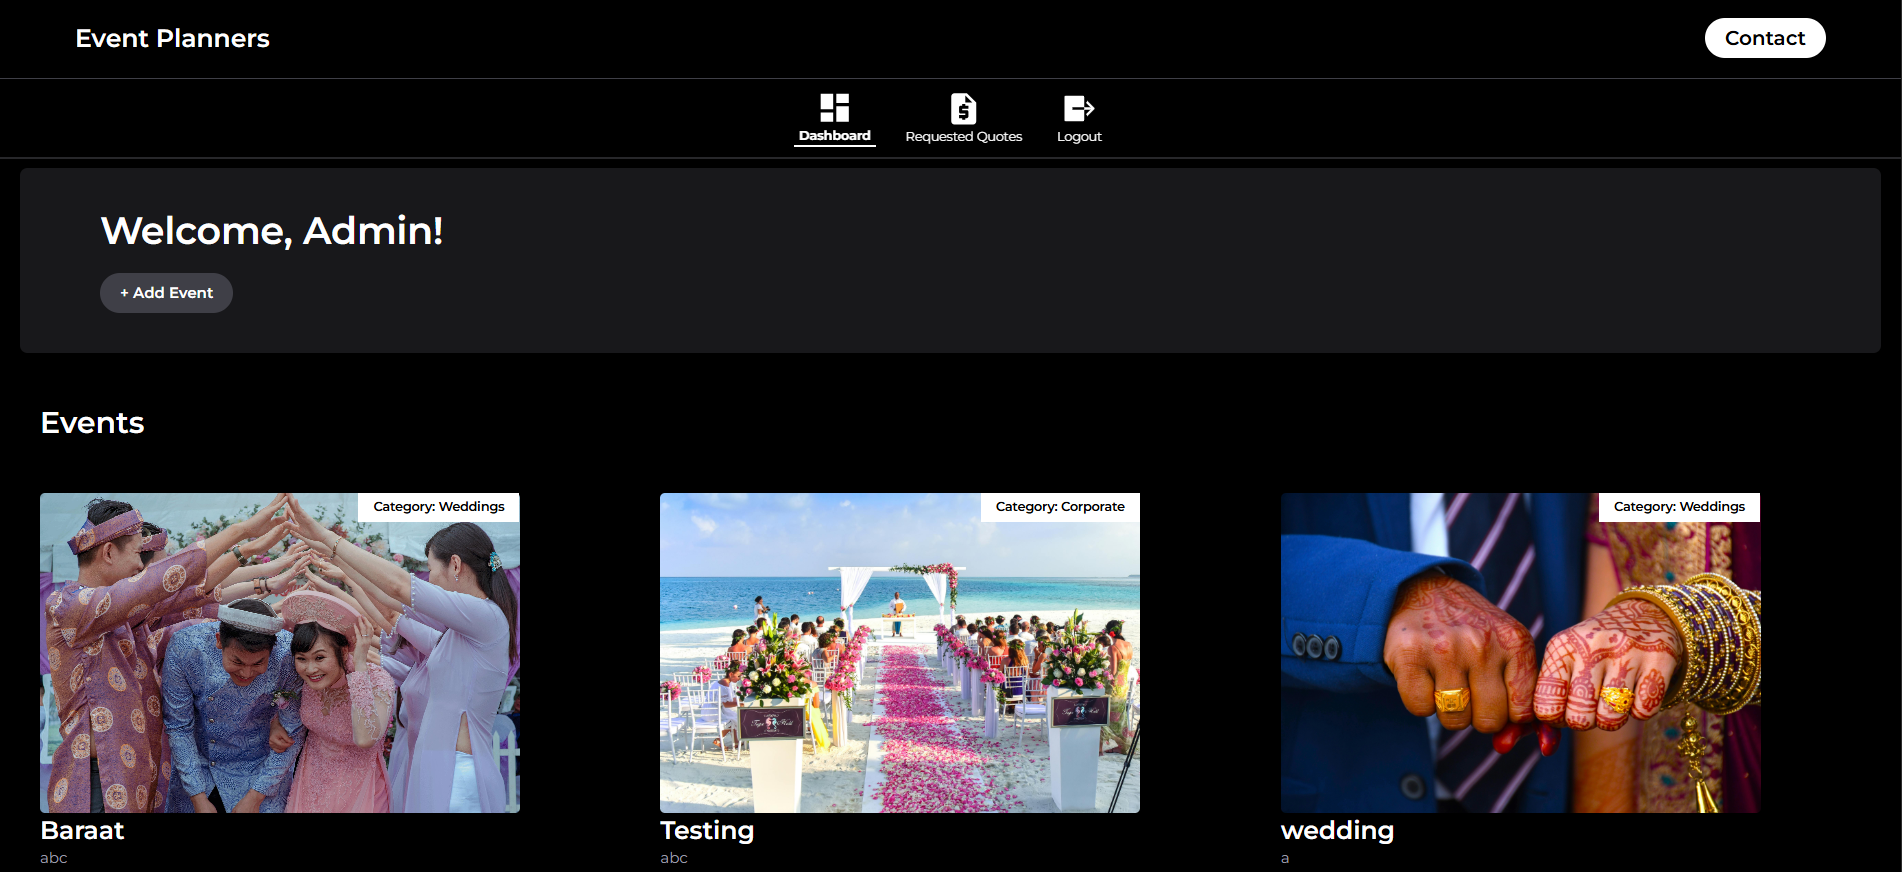 Event Planners
Contact
Dashboard
Requested Quotes
Logout
Welcome, Admin!
+ Add Event
Events
Category: Weddings
Category: Corporate
Category: Weddings
Baraat
Testing
wedding
abc
abc
a